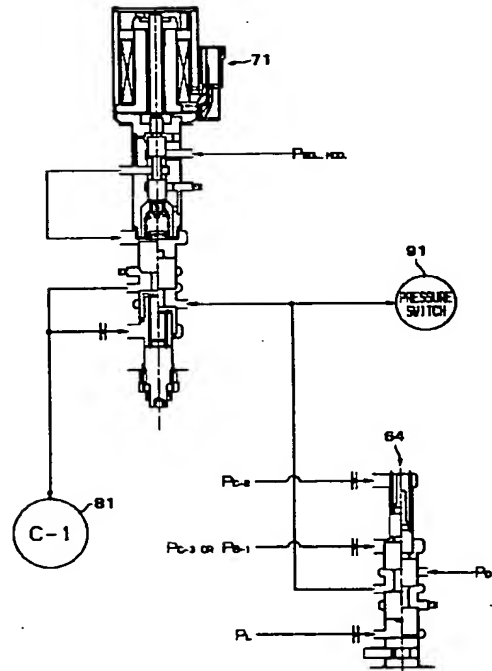 71
PSOL. MOD.
91
PRESSURE
SWITCH
64
PC-2
81
C-1
PC-3 OR PB-1
PD
PL